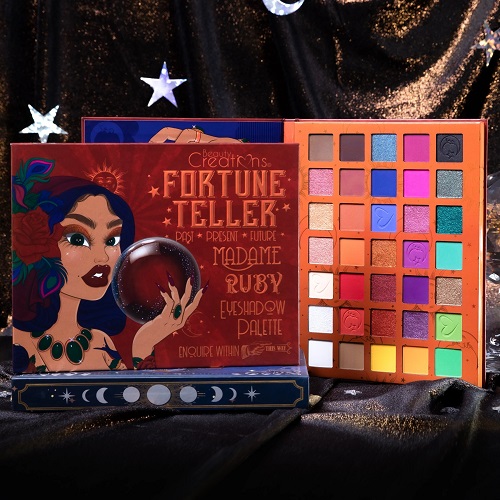 Beauty
Creations
FORTUNE
TELLER
PAST ★ PRESENT ★ FUTURE
MADAME
RUBY
EYESHADOW
PALETTE
ENQUIRE WITHIN